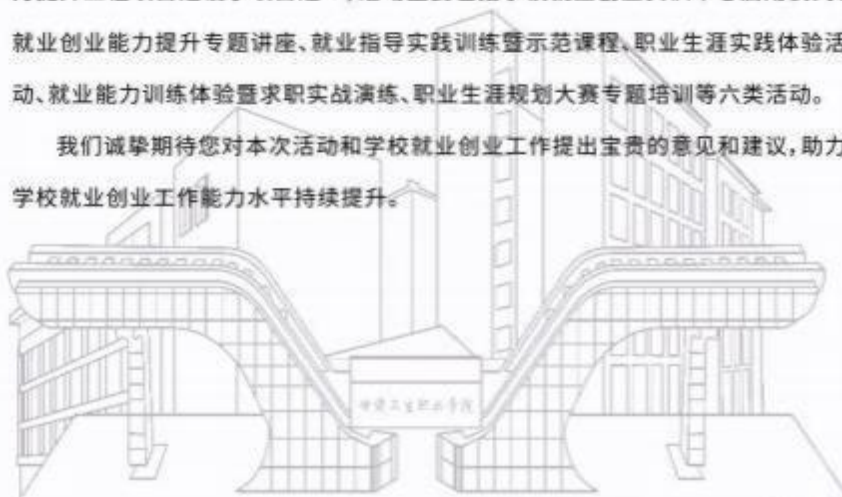 就业创业能力提升专题讲座、就业指导实践训练暨示范课程、职业生涯实践体验活
动、就业能力训练体验暨求职实战演练、职业生涯规划大赛专题培训等六类活动。
我们诚挚期待您对本次活动和学校就业创业工作提出宝贵的意见和建议，助力
学校就业创业工作能力水平持续提升。
卫生职业学院